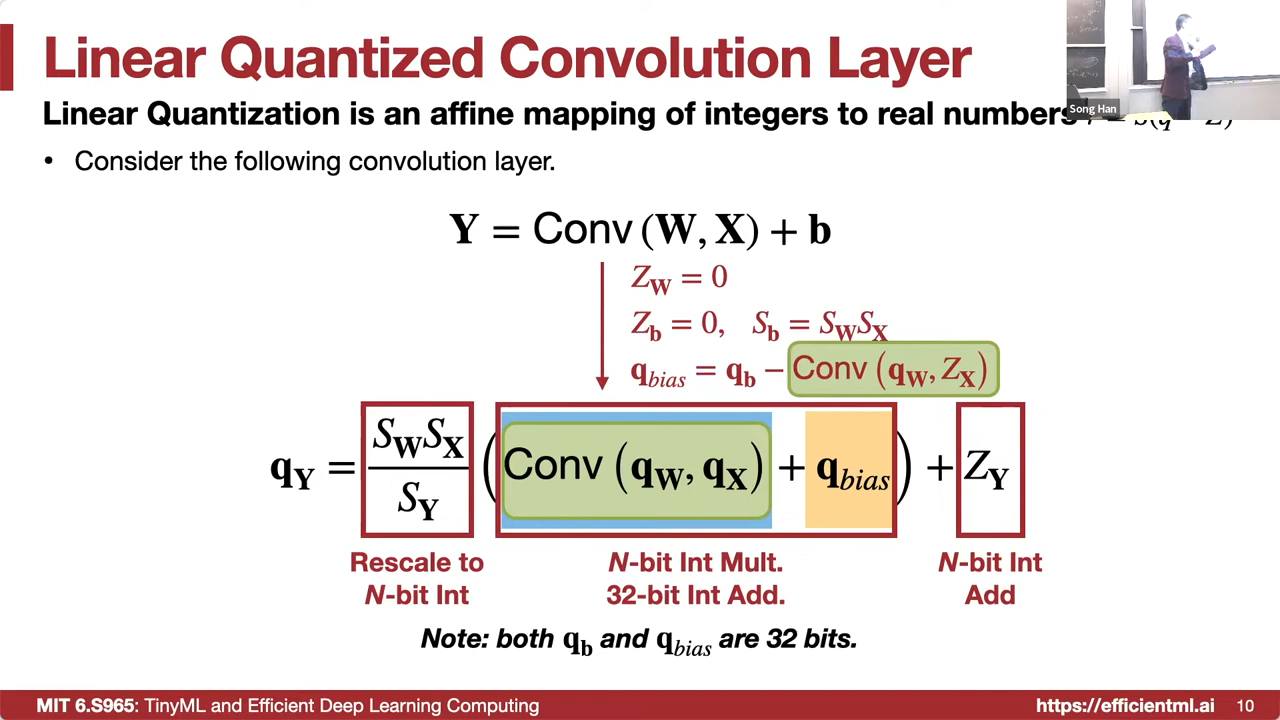 Linear Quantized Convolution Layer
Linear Quantization is an affine mapping of integers to real numbers
Song Han
• Consider the following convolution layer.
Y = Conv (W, X) + b
Z_W = 0
Z_b = 0, S_b = S_W S_X
q_bias = q_b − Conv (q_W, Z_X)
q_Y = (S_W S_X / S_Y) (Conv (q_W, q_X) + q_bias) + Z_Y
Rescale to N-bit Int
N-bit Int Mult. 32-bit Int Add.
N-bit Int Add
Note: both q_b and q_bias are 32 bits.
MIT 6.S965: TinyML and Efficient Deep Learning Computing
https://efficientml.ai
10